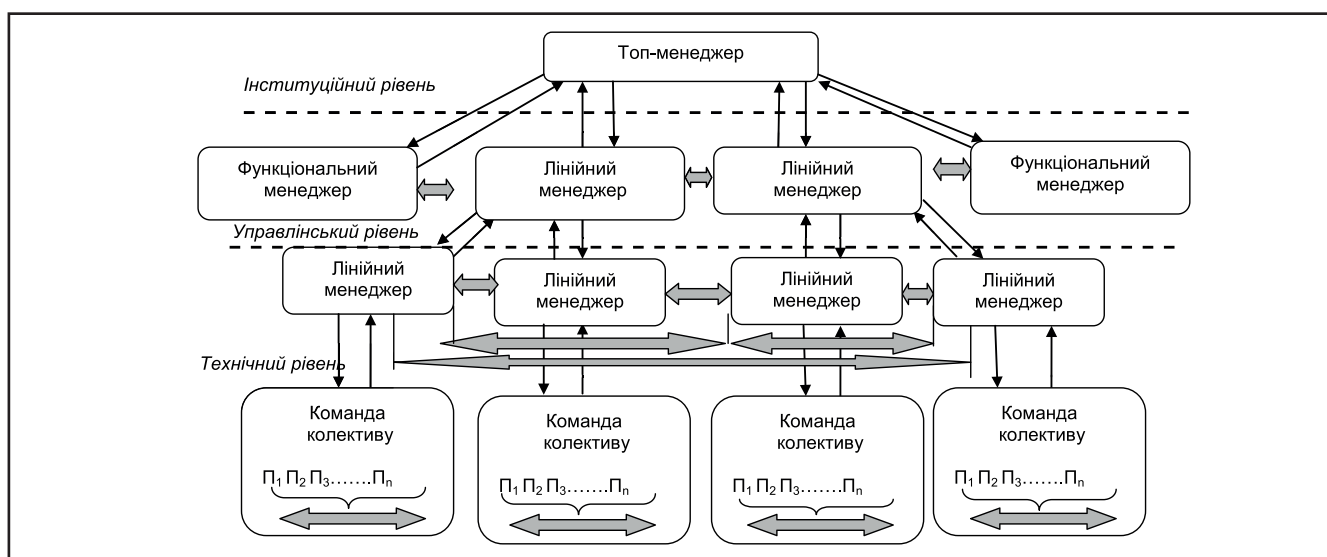 Топ-менеджер
Інституційний рівень
Функціональний
менеджер
Лінійний
менеджер
Лінійний
менеджер
Функціональний
менеджер
Управлінський рівень
Лінійний
менеджер
Лінійний
менеджер
Лінійний
менеджер
Лінійний
менеджер
Технічний рівень
Команда
колективу
П₁ П₂ П₃.…….Пₙ
Команда
колективу
П₁ П₂ П₃.…….Пₙ
Команда
колективу
П₁ П₂ П₃.…….Пₙ
Команда
колективу
П₁ П₂ П₃.…….Пₙ